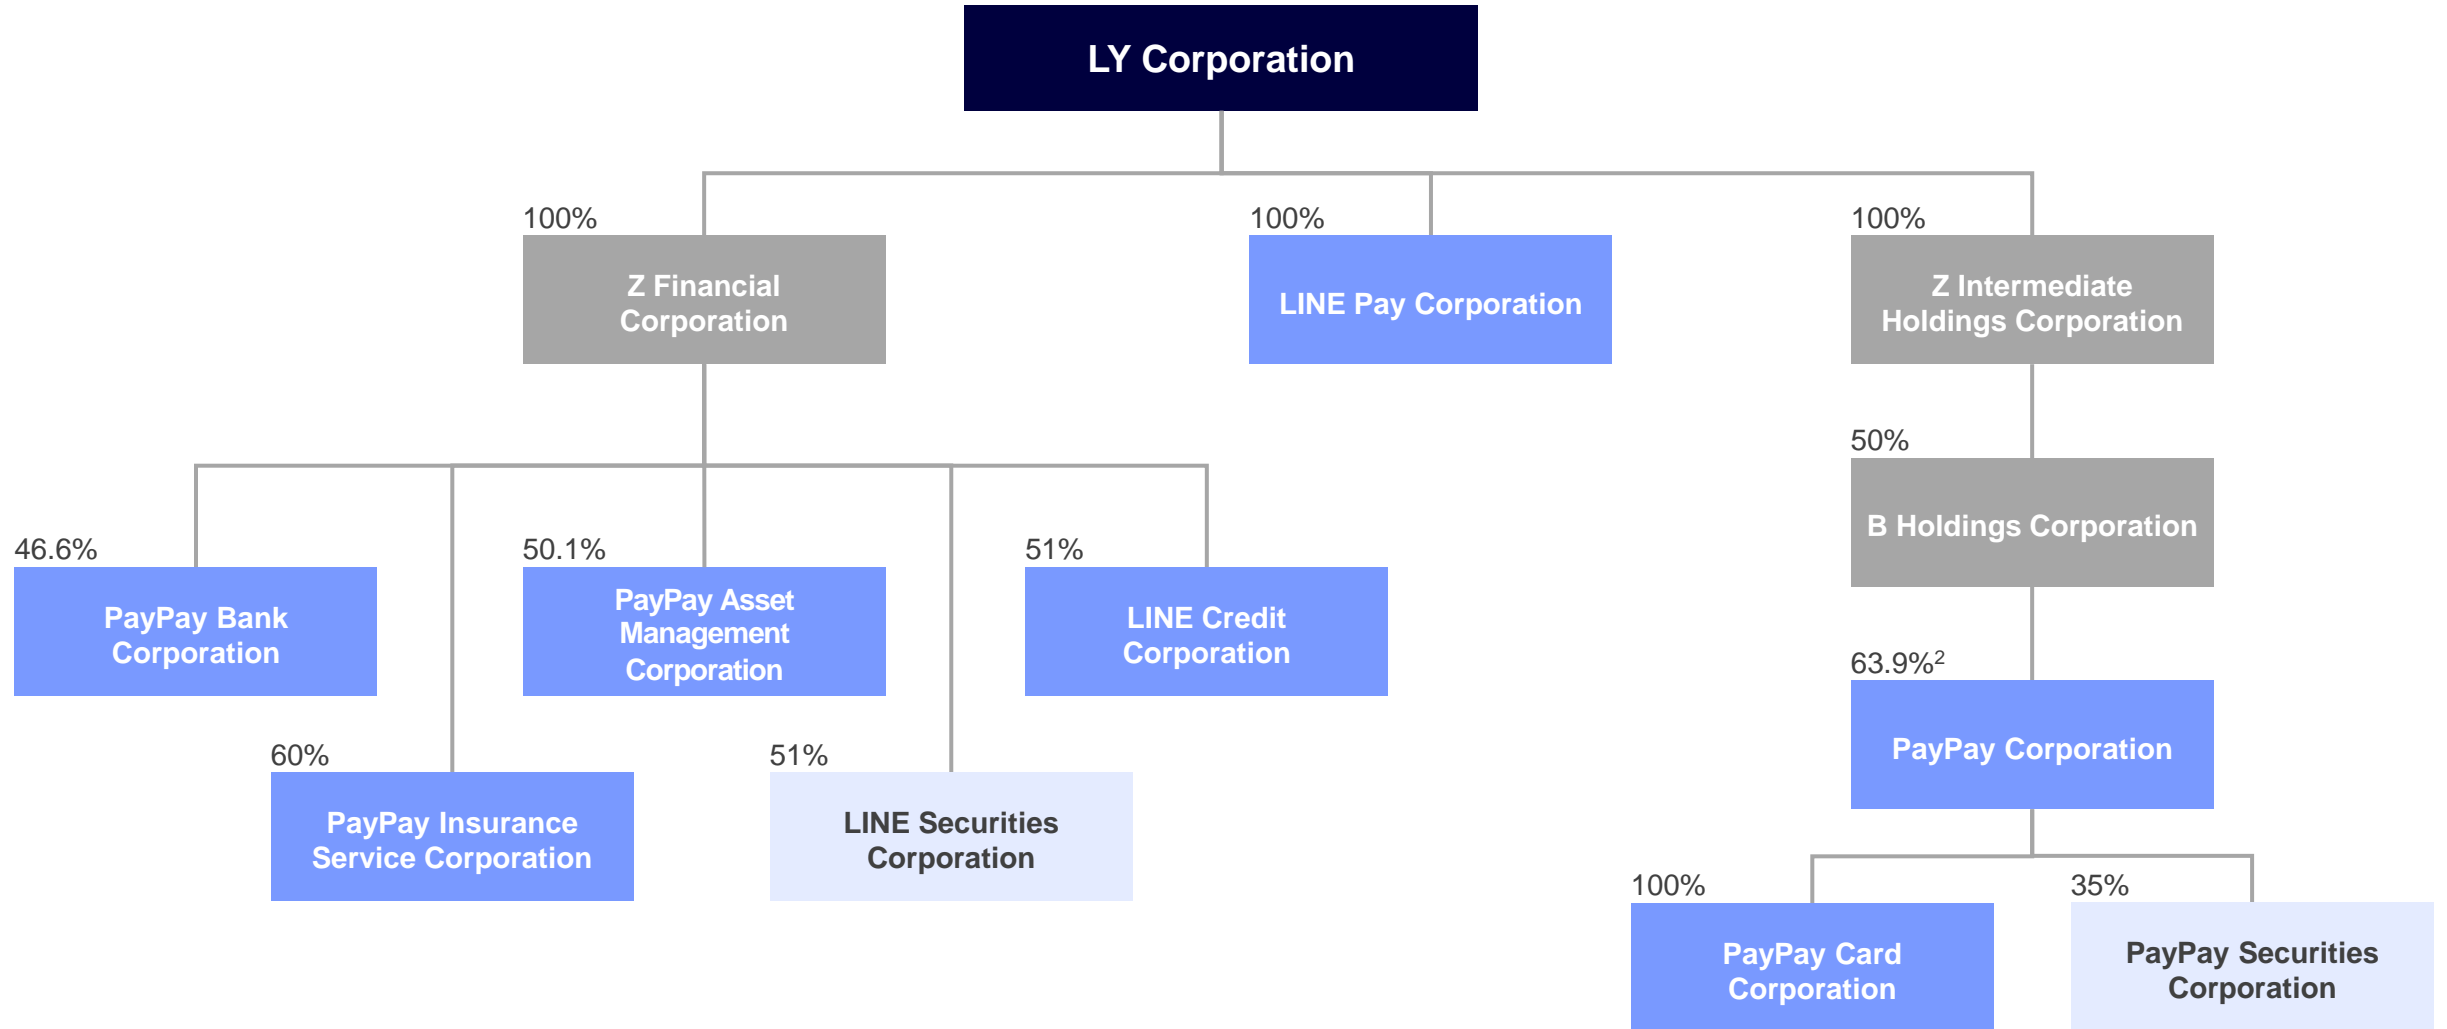 LY Corporation
100%
Z Financial
Corporation
100%
LINE Pay Corporation
100%
Z Intermediate
Holdings Corporation
50%
B Holdings Corporation
46.6%
PayPay Bank
Corporation
50.1%
PayPay Asset
Management
Corporation
51%
LINE Credit
Corporation
63.9%²
PayPay Corporation
60%
PayPay Insurance
Service Corporation
51%
LINE Securities
Corporation
100%
PayPay Card
Corporation
35%
PayPay Securities
Corporation